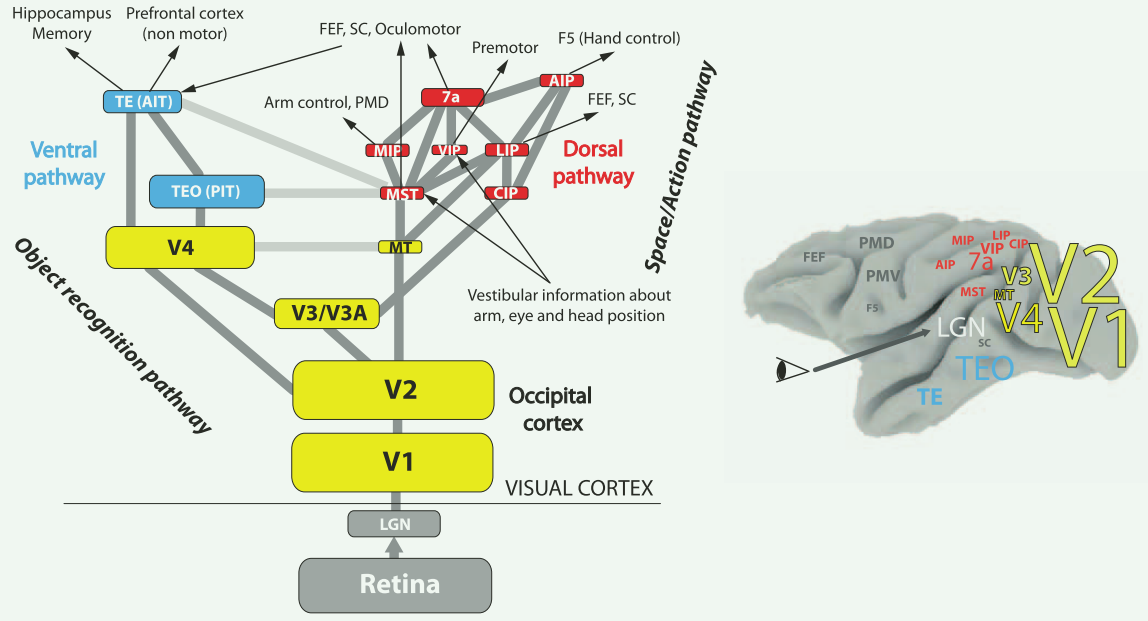 Hippocampus
Memory
Prefrontal cortex
(non motor)
FEF, SC, Oculomotor
Premotor
F5 (Hand control)
TE (AIT)
Arm control, PMD
7a
AIP
FEF, SC
Ventral
pathway
MIP
VIP
LIP
Dorsal
pathway
TEO (PIT)
MST
CIP
Space/Action pathway
V4
MT
Object recognition pathway
V3/V3A
Vestibular information about
arm, eye and head position
V2
Occipital
cortex
V1
VISUAL CORTEX
LGN
Retina
FEF
PMD
PMV
F5
MIP
LIP
VIP
CIP
AIP
7a
MST
V3
MT
V4
V2
V1
LGN
SC
TEO
TE